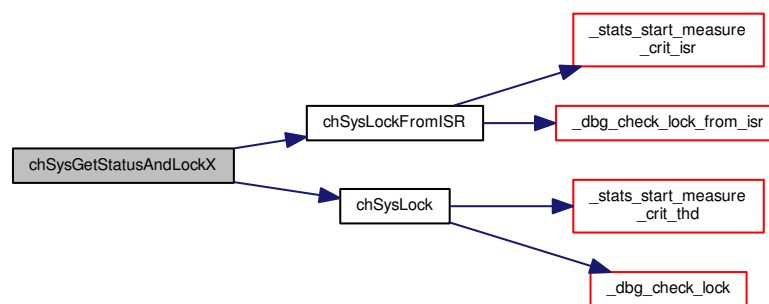 chSysGetStatusAndLockX
chSysLockFromISR
_stats_start_measure
_crit_isr
_dbg_check_lock_from_isr
chSysLock
_stats_start_measure
_crit_thd
_dbg_check_lock